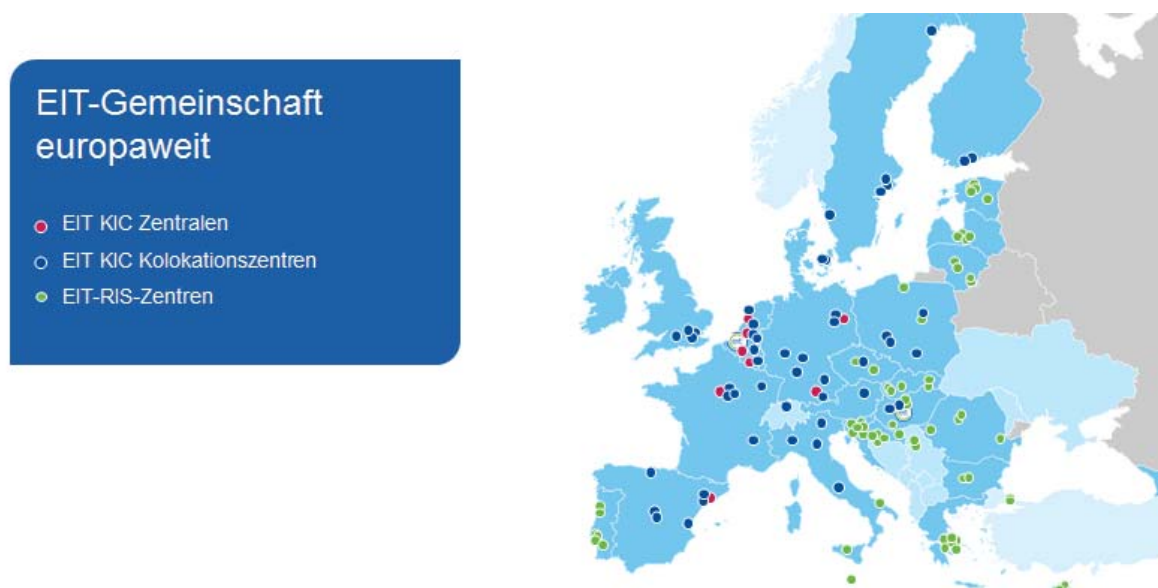 EIT-Gemeinschaft
europaweit
EIT KIC Zentralen
EIT KIC Kolokationszentren
EIT-RIS-Zentren